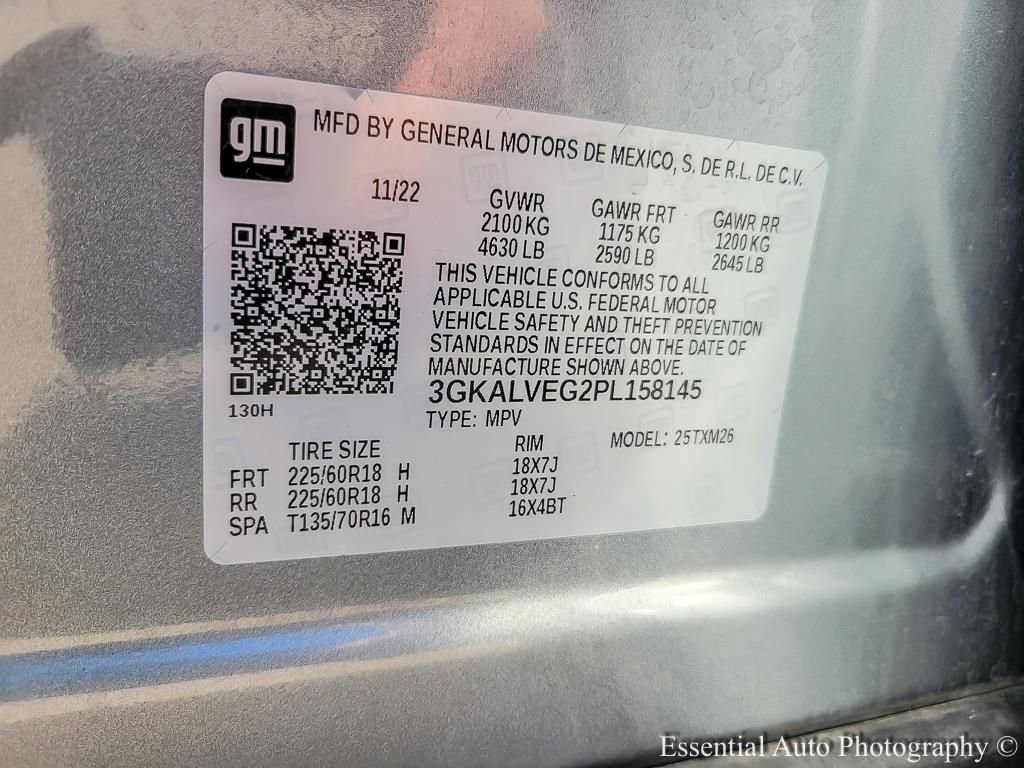 gm
MFD BY GENERAL MOTORS DE MEXICO, S. DE R.L. DE C.V.
11/22 GVWR GAWR FRT GAWR RR
2100 KG 1175 KG 1200 KG
4630 LB 2590 LB 2645 LB
THIS VEHICLE CONFORMS TO ALL
APPLICABLE U.S. FEDERAL MOTOR
VEHICLE SAFETY AND THEFT PREVENTION
STANDARDS IN EFFECT ON THE DATE OF
MANUFACTURE SHOWN ABOVE.
3GKALVEG2PL158145
130H
TYPE: MPV
MODEL: 25TXM26
TIRE SIZE RIM
FRT 225/60R18 H 18X7J
RR 225/60R18 H 18X7J
SPA T135/70R16 M 16X4BT
Essential Auto Photography ©